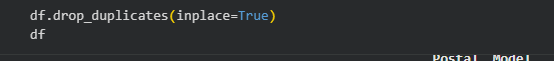 df.drop_duplicates(inplace=True)
df
Postal Model